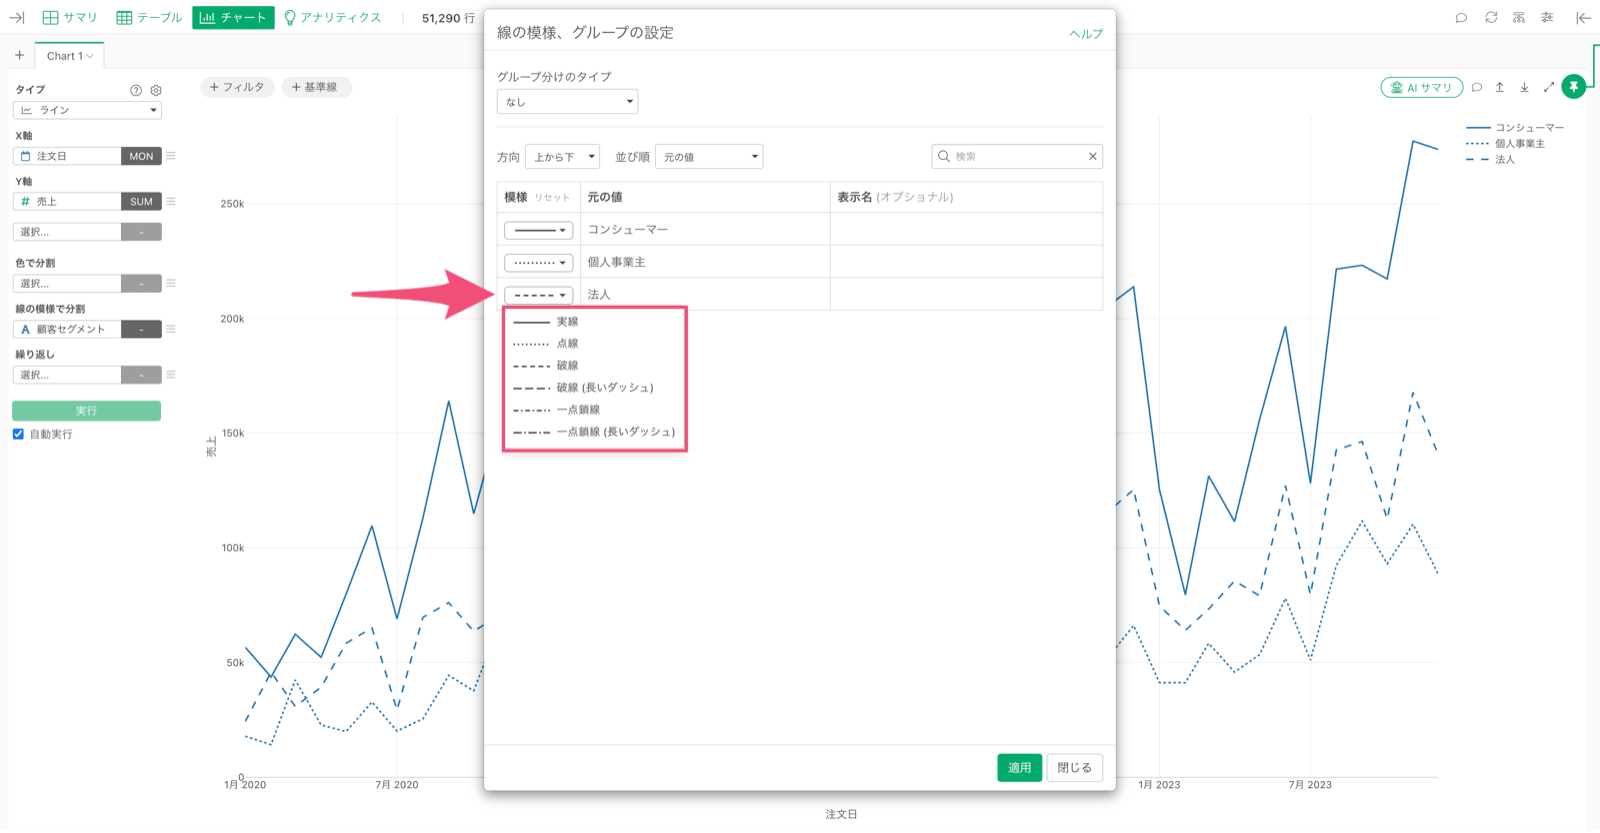 サマリ
テーブル
チャート
アナリティクス
51,290 行
Chart 1
タイプ
ライン
X軸
注文日
MON
Y軸
売上
SUM
選択...
-
色で分割
選択...
-
線の模様で分割
A 顧客セグメント
-
繰り返し
選択...
-
実行
自動実行
+ フィルタ
+ 基準線
線の模様、グループの設定
ヘルプ
グループ分けのタイプ
なし
方向
上から下
並び順
元の値
検索
模様 リセット
元の値
表示名 (オプショナル)
コンシューマー
個人事業主
法人
実線
点線
破線
破線 (長いダッシュ)
一点鎖線
一点鎖線 (長いダッシュ)
適用
閉じる
AI サマリ
コンシューマー
個人事業主
法人
250k
200k
150k
100k
50k
0
売上
1月 2020
7月 2020
1月 2023
7月 2023
注文日